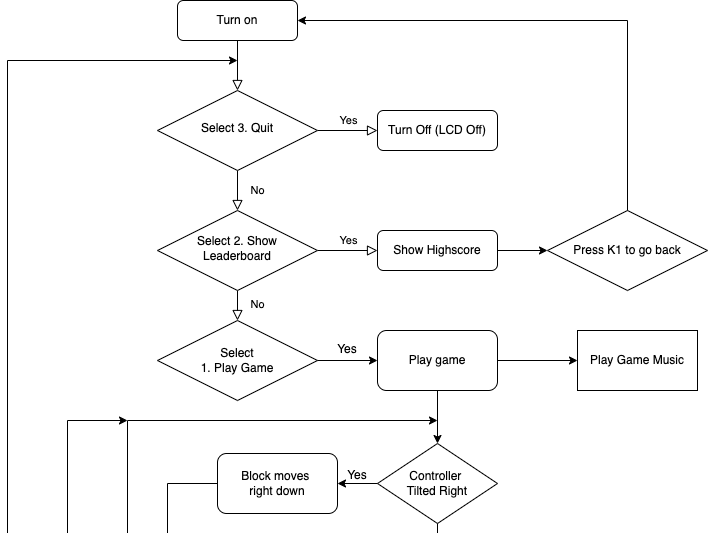 Turn on
Select 3. Quit
Yes
Turn Off (LCD Off)
No
Select 2. Show
Leaderboard
Yes
Show Highscore
Press K1 to go back
No
Select
1. Play Game
Yes
Play game
Play Game Music
Block moves
right down
Yes
Controller
Tilted Right